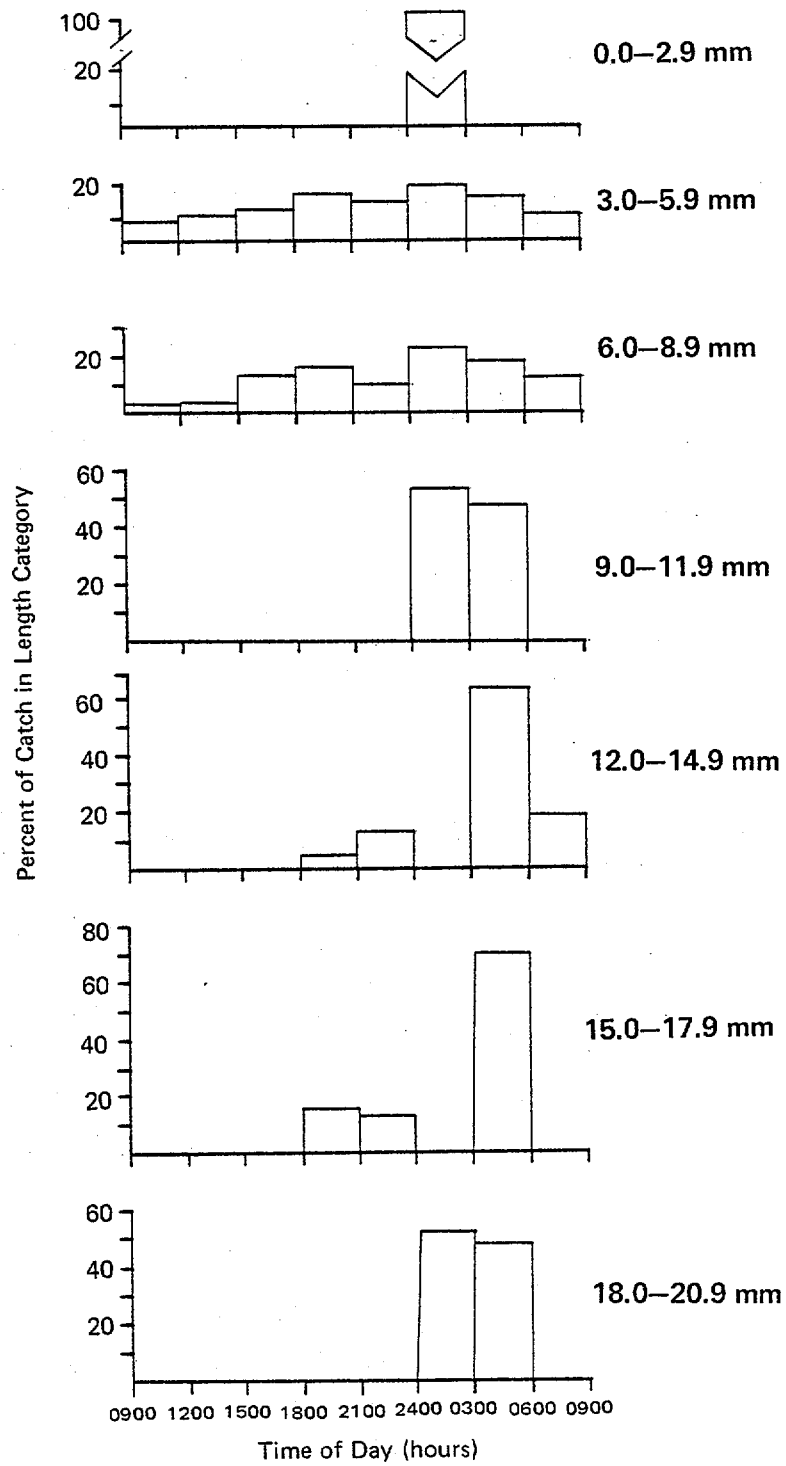 100
20
0.0–2.9 mm
20
3.0–5.9 mm
20
6.0–8.9 mm
60
40
20
9.0–11.9 mm
60
40
20
12.0–14.9 mm
80
60
40
20
15.0–17.9 mm
60
40
20
18.0–20.9 mm
Percent of Catch in Length Category
0900 1200 1500 1800 2100 2400 0300 0600 0900
Time of Day (hours)